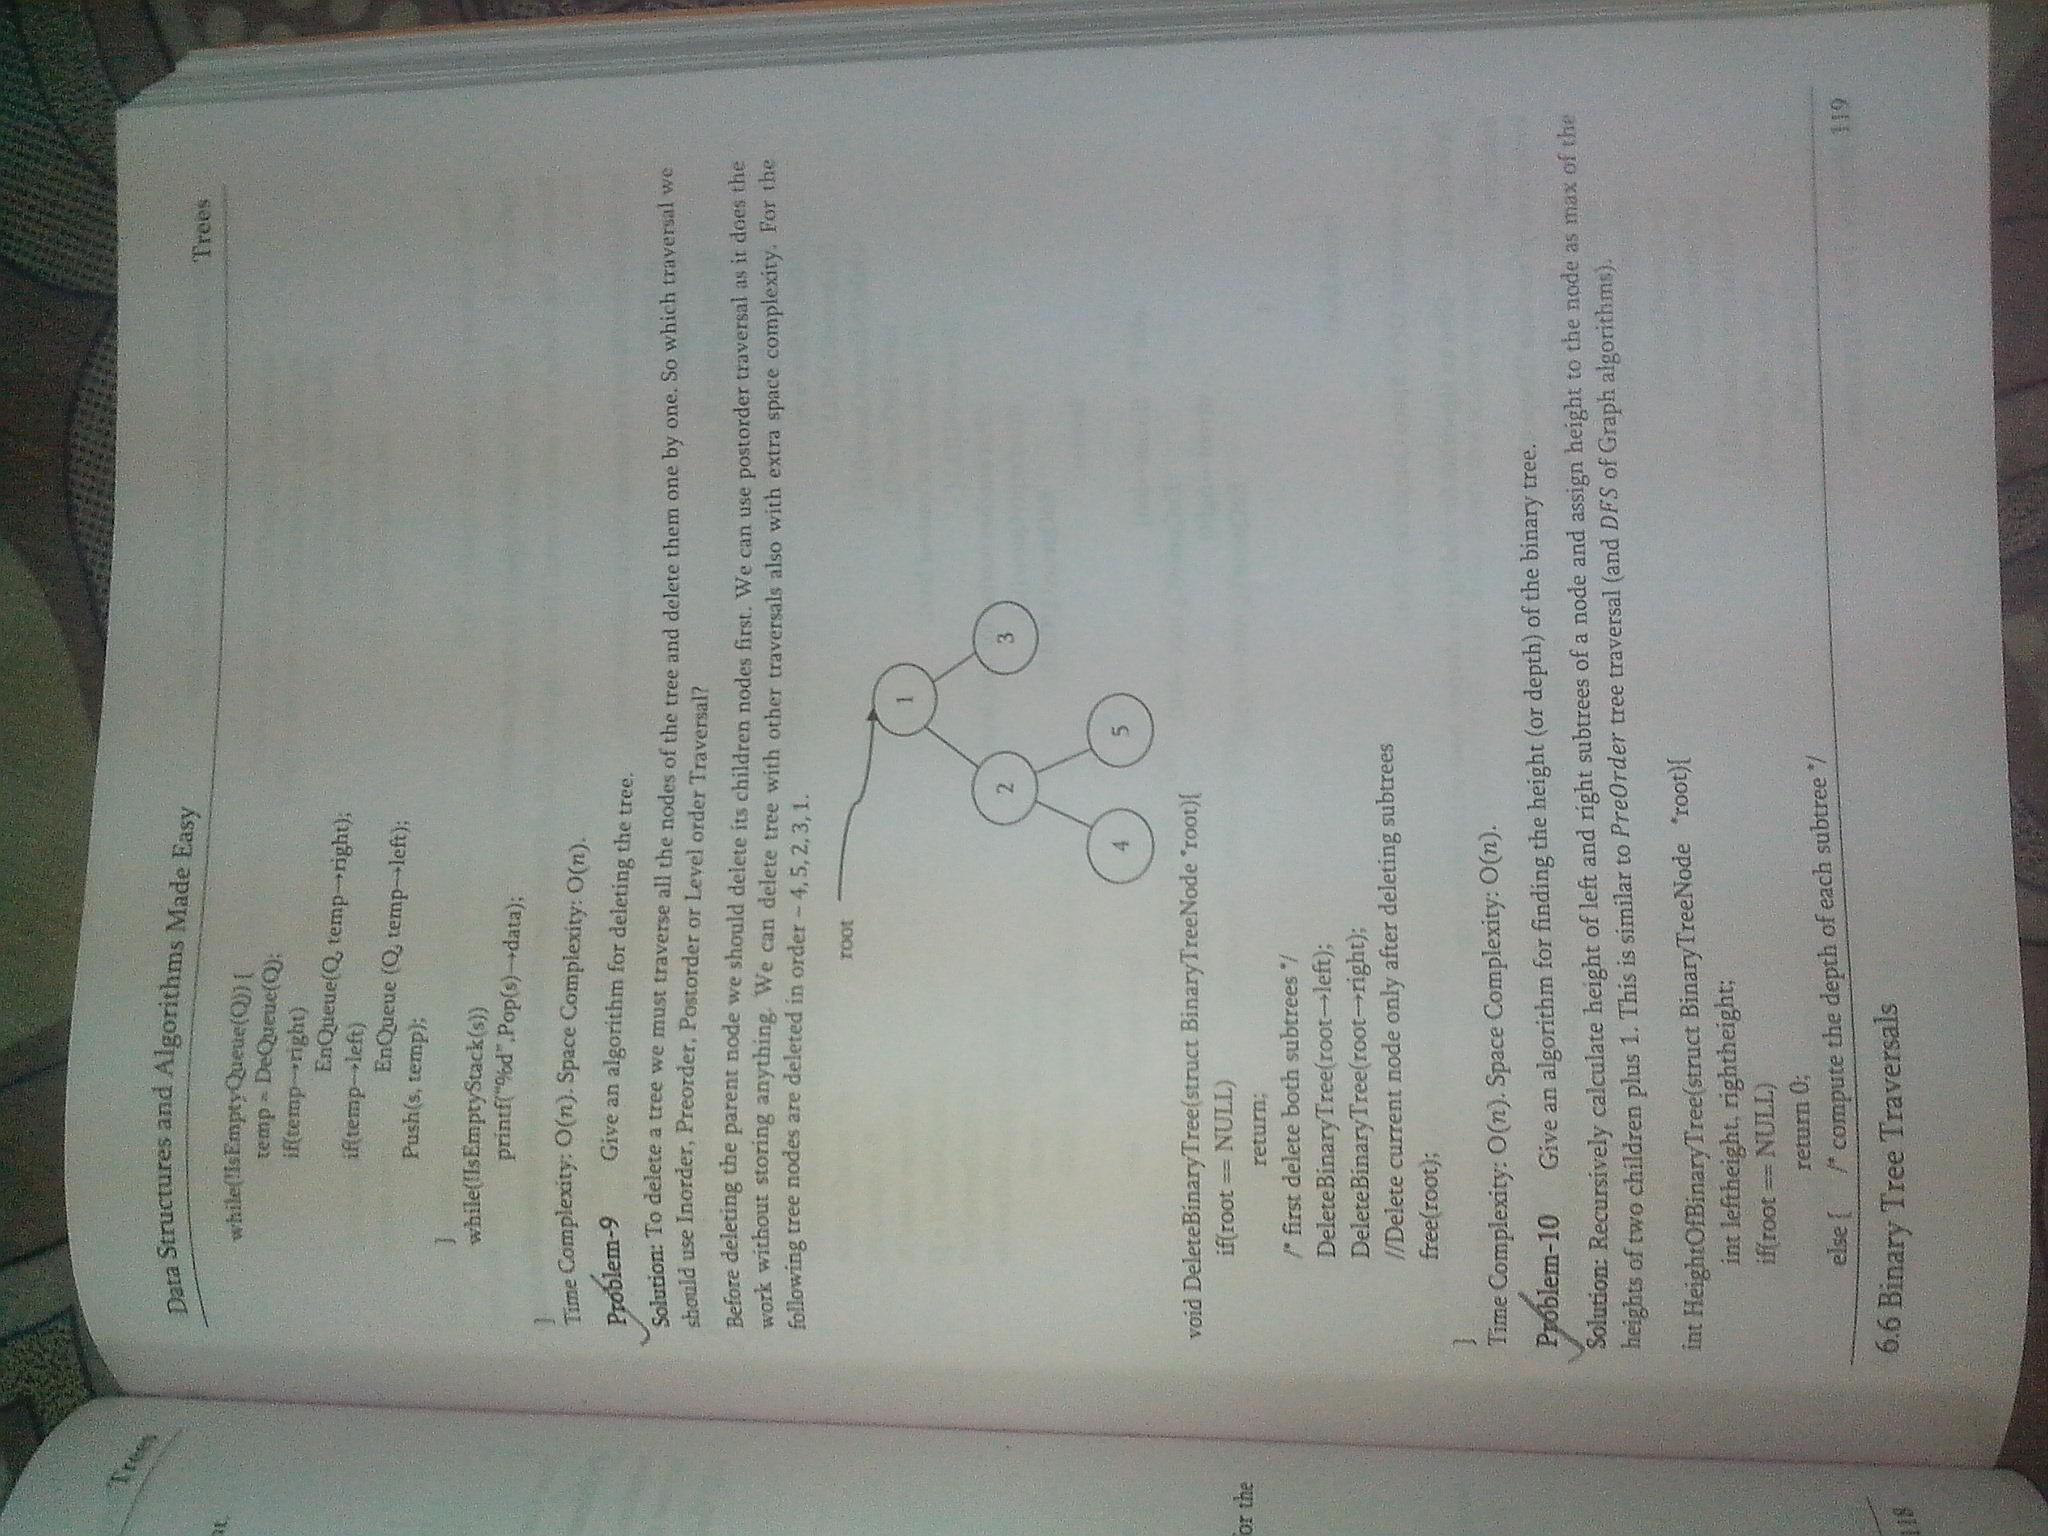 Trees
at.
or the
118
Data Structures and Algorithms Made Easy
Trees
while(!IsEmptyQueue(Q)) {
temp = DeQueue(Q);
if(temp→right)
EnQueue(Q, temp→right);
if(temp→left)
EnQueue (Q, temp→left);
Push(s, temp);
}
while(!IsEmptyStack(s))
printf("%d",Pop(s)→data);
}
Time Complexity: O(n). Space Complexity: O(n).
Problem-9 Give an algorithm for deleting the tree.
Solution: To delete a tree we must traverse all the nodes of the tree and delete them one by one. So which traversal we
should use Inorder, Preorder, Postorder or Level order Traversal?
Before deleting the parent node we should delete its children nodes first. We can use postorder traversal as it does the
work without storing anything. We can delete tree with other traversals also with extra space complexity. For the
following tree nodes are deleted in order – 4, 5, 2, 3, 1.
root
1
2 3
4 5
void DeleteBinaryTree(struct BinaryTreeNode *root){
if(root == NULL)
return;
/* first delete both subtrees */
DeleteBinaryTree(root→left);
DeleteBinaryTree(root→right);
//Delete current node only after deleting subtrees
free(root);
}
Time Complexity: O(n). Space Complexity: O(n).
Problem-10 Give an algorithm for finding the height (or depth) of the binary tree.
Solution: Recursively calculate height of left and right subtrees of a node and assign height to the node as max of the
heights of two children plus 1. This is similar to PreOrder tree traversal (and DFS of Graph algorithms).
int HeightOfBinaryTree(struct BinaryTreeNode *root){
int leftheight, rightheight;
if(root == NULL)
return 0;
else { /* compute the depth of each subtree */
6.6 Binary Tree Traversals
119